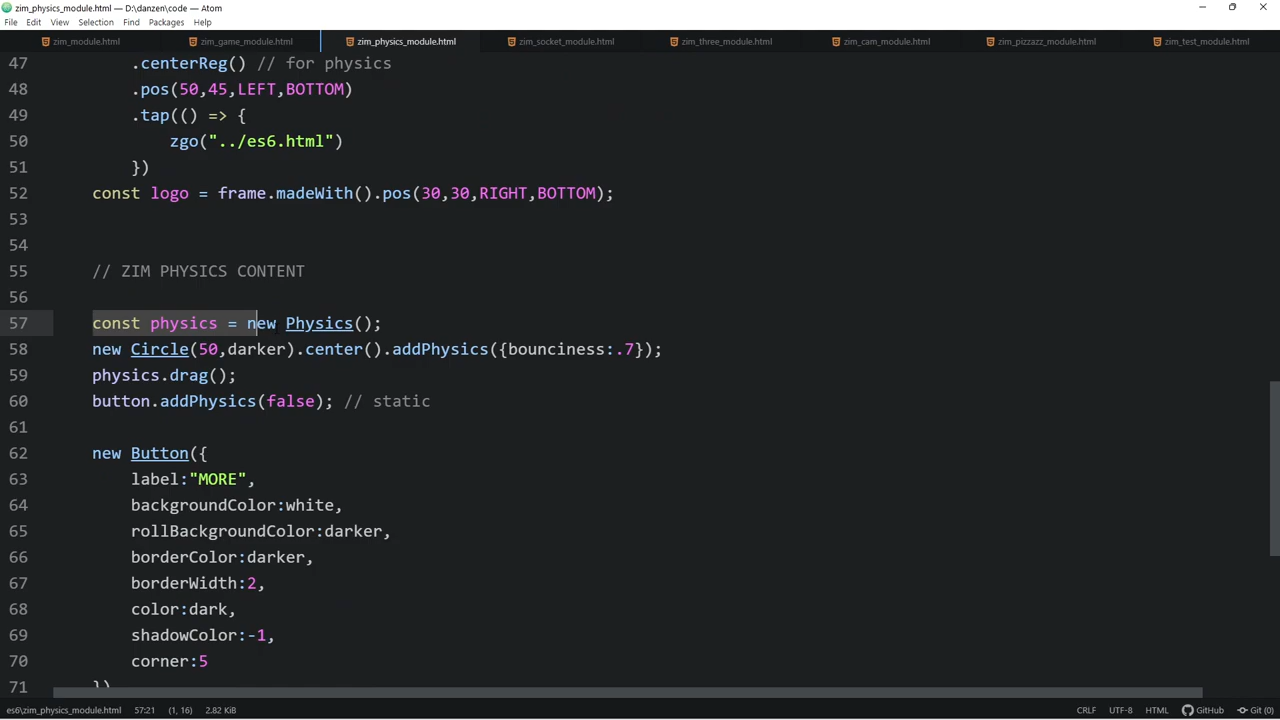 zim_physics_module.html — D:\danzen\code — Atom
File Edit View Selection Find Packages Help
zim_module.html zim_game_module.html zim_physics_module.html zim_socket_module.html zim_three_module.html zim_cam_module.html zim_pizzazz_module.html zim_test_module.html
47 .centerReg() // for physics
48 .pos(50,45,LEFT,BOTTOM)
49 .tap(() => {
50 zgo("../es6.html")
51 })
52 const logo = frame.madeWith().pos(30,30,RIGHT,BOTTOM);
53
54
55 // ZIM PHYSICS CONTENT
56
57 const physics = new Physics();
58 new Circle(50,darker).center().addPhysics({bounciness:.7});
59 physics.drag();
60 button.addPhysics(false); // static
61
62 new Button({
63 label:"MORE",
64 backgroundColor:white,
65 rollBackgroundColor:darker,
66 borderColor:darker,
67 borderWidth:2,
68 color:dark,
69 shadowColor:-1,
70 corner:5
71 })
es6\zim_physics_module.html 57:21 (1, 16) 2.82 KiB CRLF UTF-8 HTML GitHub Git (0)